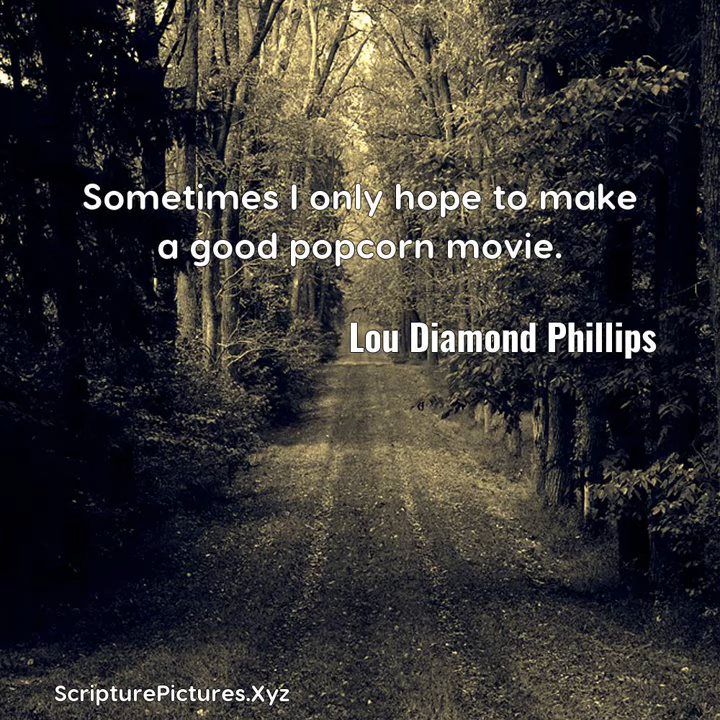 Sometimes I only hope to make
a good popcorn movie.
Lou Diamond Phillips
ScripturePictures.Xyz